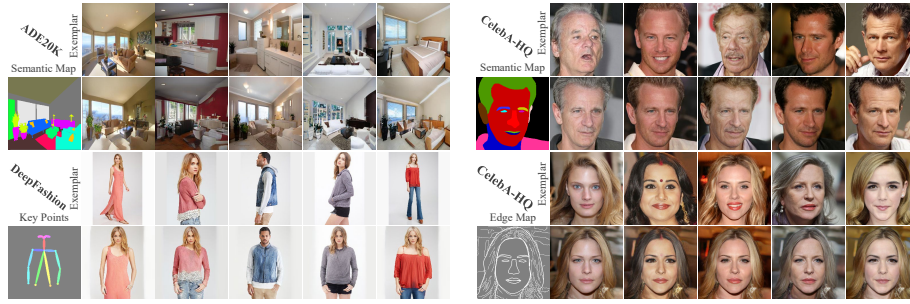 ADE20K
Exemplar
Semantic Map
CelebA-HQ
Exemplar
Semantic Map
DeepFashion
Exemplar
Key Points
CelebA-HQ
Exemplar
Edge Map